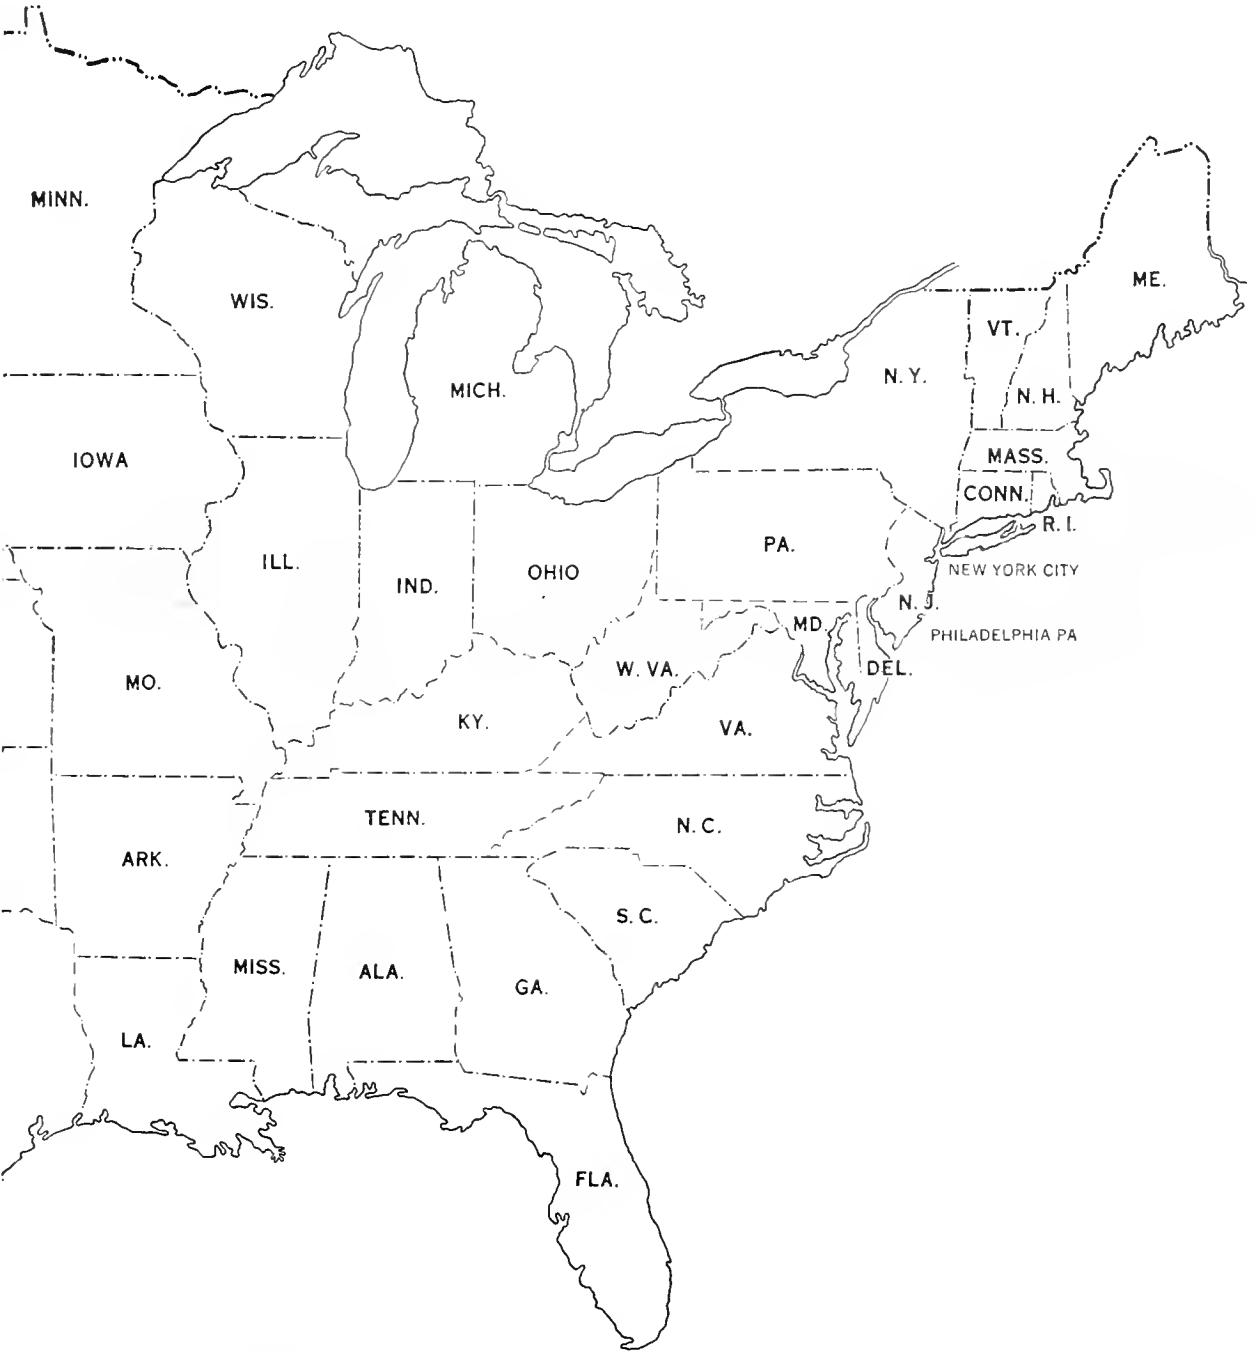 MINN.
ME.
WIS.
VT.
N.Y.
MICH.
N.H.
MASS.
IOWA
CONN.
R.I.
PA.
ILL.
NEW YORK CITY
OHIO
IND.
N.J.
MD.
PHILADELPHIA PA
DEL.
W. VA.
MO.
KY.
VA.
TENN.
N.C.
ARK.
S.C.
MISS.
ALA.
GA.
LA.
FLA.